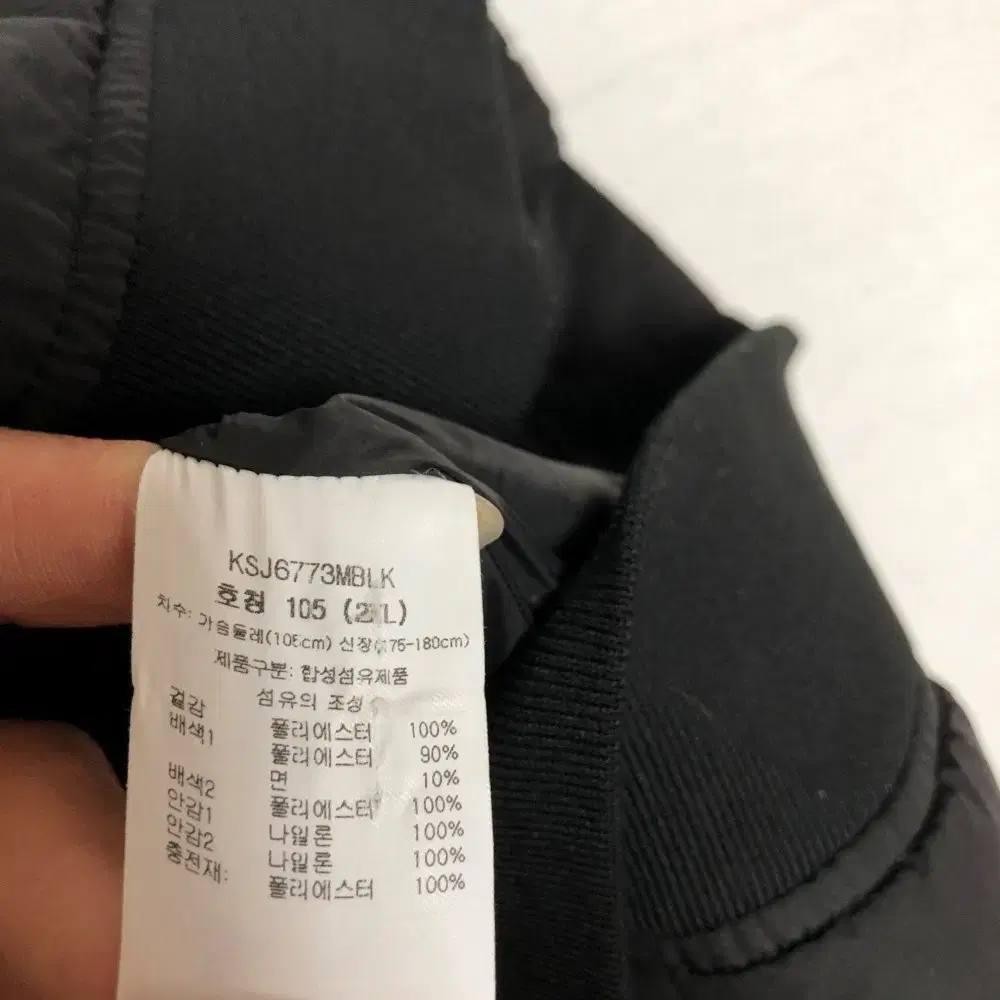 KSJ6773MBLK
호칭 105 (2XL)
치수: 가슴둘레(105cm) 신장(175-180cm)
제품구분: 합성섬유제품
섬유의 조성
겉감 폴리에스터 100%
배색1 폴리에스터 90%
면 10%
배색2 폴리에스터 100%
안감1 나일론 100%
안감2 나일론 100%
충전재: 폴리에스터 100%